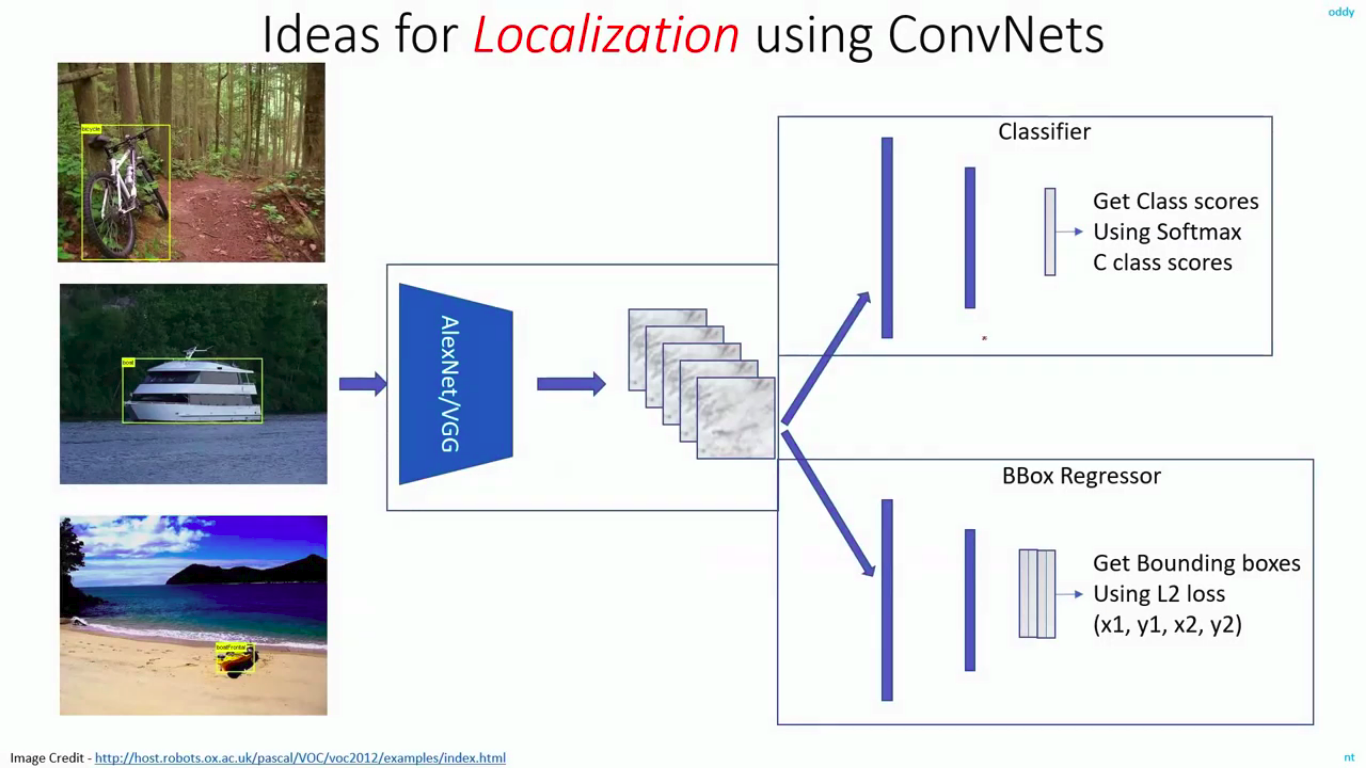 oddy
Ideas for Localization using ConvNets
bicycle
boat
boatFrontal
AlexNet/VGG
Classifier
Get Class scores
Using Softmax
C class scores
BBox Regressor
Get Bounding boxes
Using L2 loss
(x1, y1, x2, y2)
Image Credit - http://host.robots.ox.ac.uk/pascal/VOC/voc2012/examples/index.html
nt